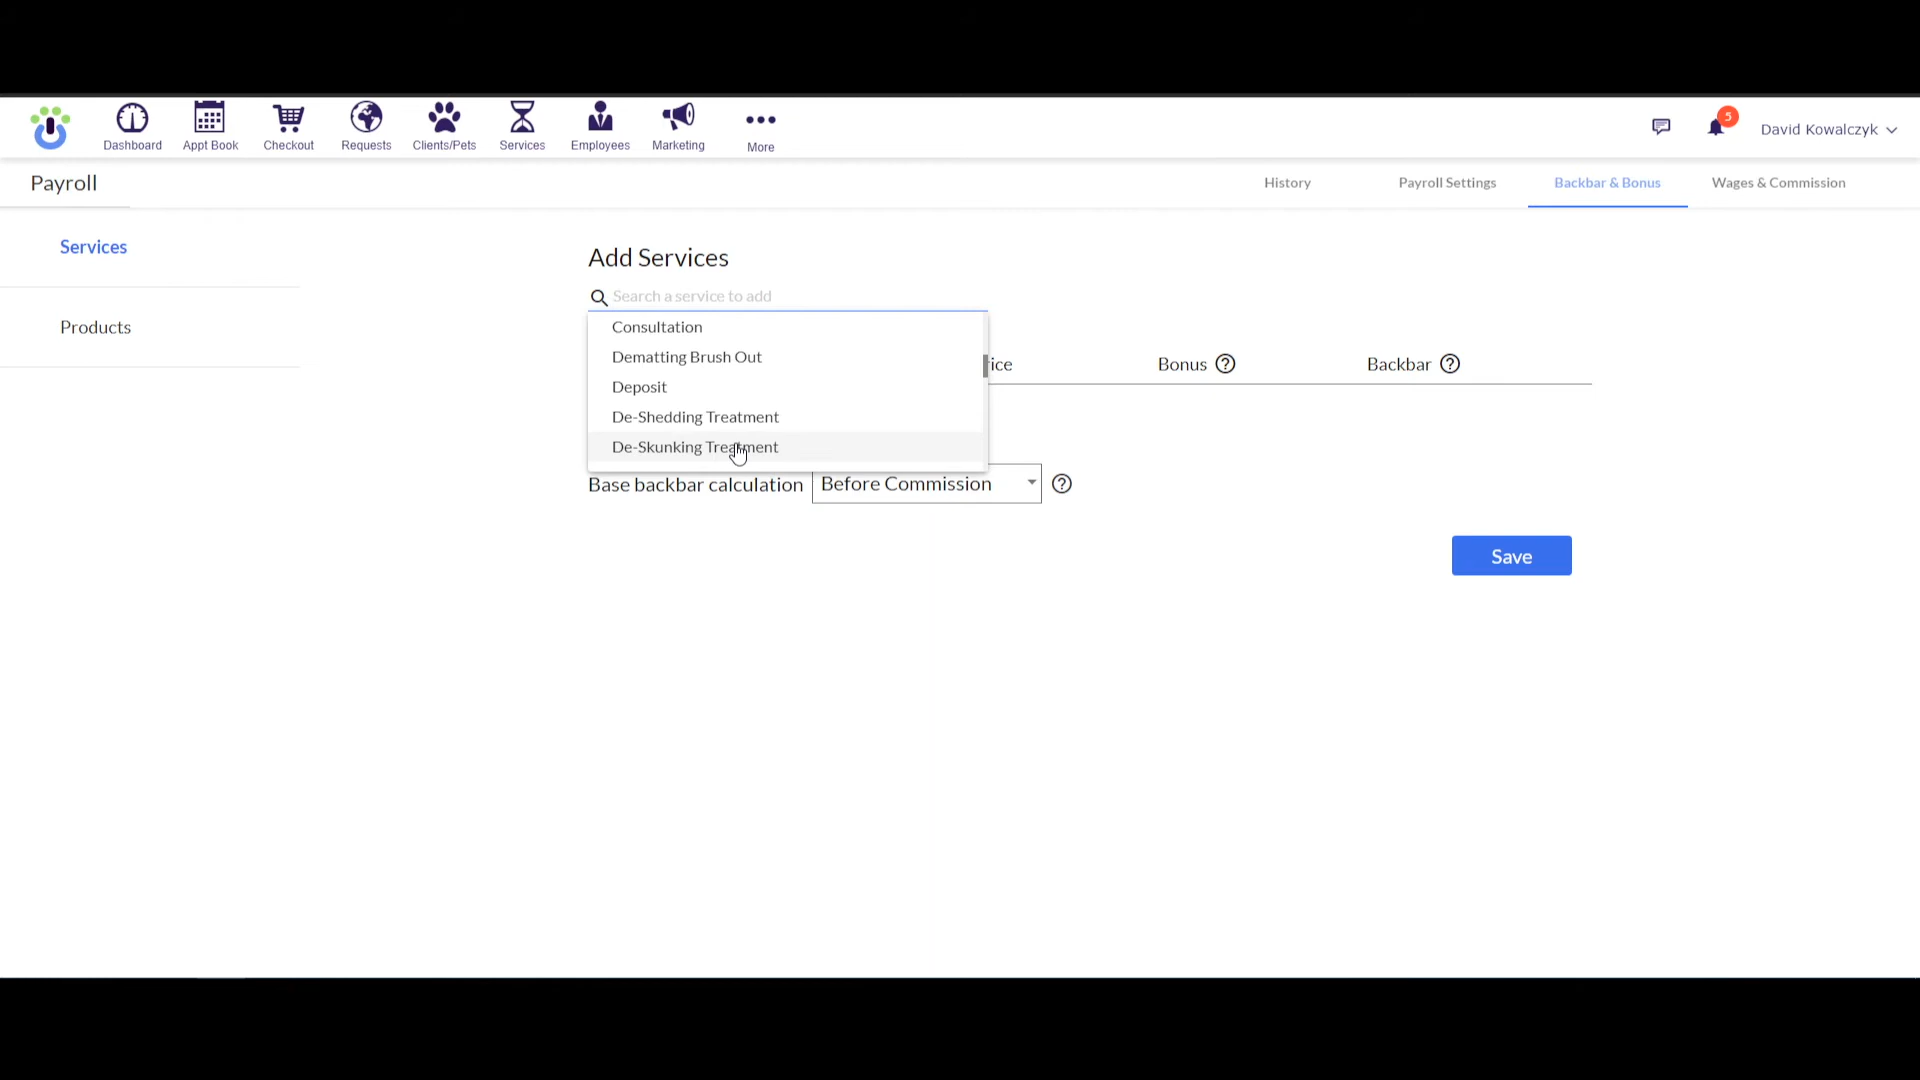 Dashboard
Appt Book
Checkout
Requests
Clients/Pets
Services
Employees
Marketing
More
5
David Kowalczyk
Payroll
History
Payroll Settings
Backbar & Bonus
Wages & Commission
Services
Products
Add Services
Search a service to add
Consultation
Dematting Brush Out
Deposit
De-Shedding Treatment
De-Skunking Treatment
Bonus ?
Backbar ?
Base backbar calculation Before Commission ?
Save